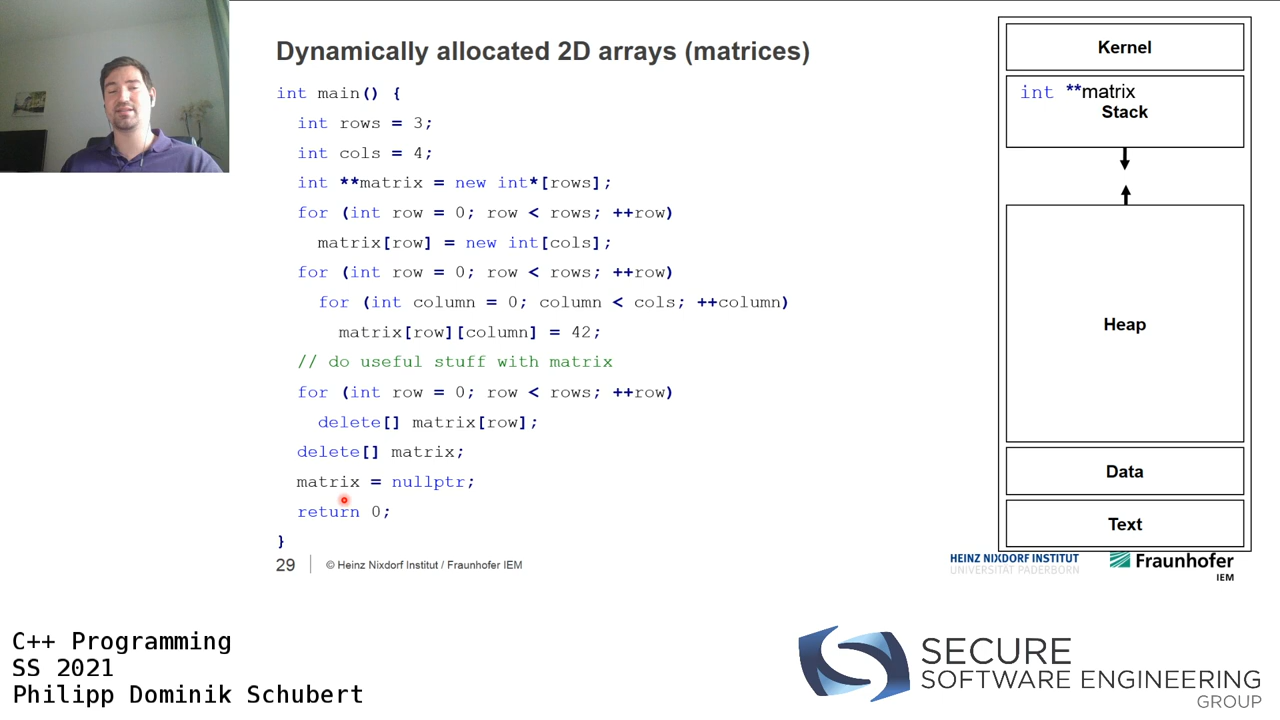 Dynamically allocated 2D arrays (matrices)
int main() {
int rows = 3;
int cols = 4;
int **matrix = new int*[rows];
for (int row = 0; row < rows; ++row)
matrix[row] = new int[cols];
for (int row = 0; row < rows; ++row)
for (int column = 0; column < cols; ++column)
matrix[row][column] = 42;
// do useful stuff with matrix
for (int row = 0; row < rows; ++row)
delete[] matrix[row];
delete[] matrix;
matrix = nullptr;
return 0;
}
Kernel
int **matrix
Stack
Heap
Data
Text
29
© Heinz Nixdorf Institut / Fraunhofer IEM
HEINZ NIXDORF INSTITUT
UNIVERSITÄT PADERBORN
Fraunhofer
IEM
C++ Programming
SS 2021
Philipp Dominik Schubert
SECURE
SOFTWARE ENGINEERING
GROUP